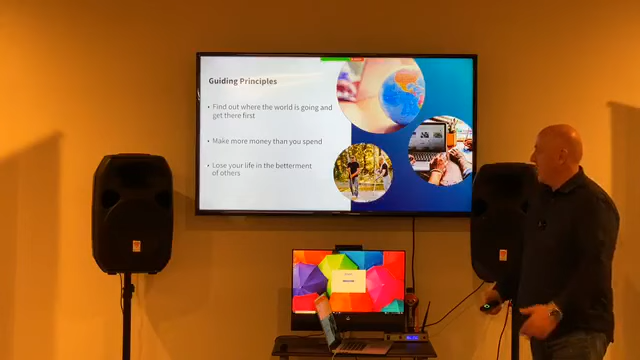 Guiding Principles
• Find out where the world is going and
get there first
• Make more money than you spend
• Lose your life in the betterment
of others